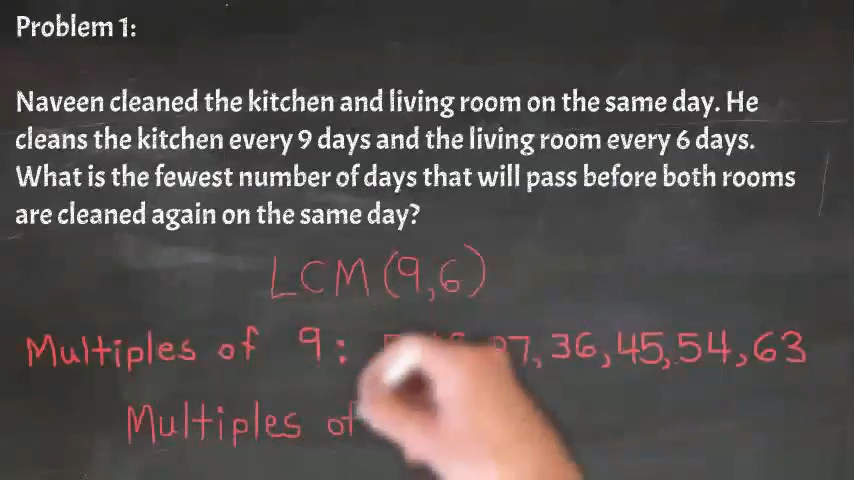 Problem 1:
Naveen cleaned the kitchen and living room on the same day. He
cleans the kitchen every 9 days and the living room every 6 days.
What is the fewest number of days that will pass before both rooms
are cleaned again on the same day?
LCM (9,6)
Multiples of 9: 27, 36, 45, 54, 63
Multiples of